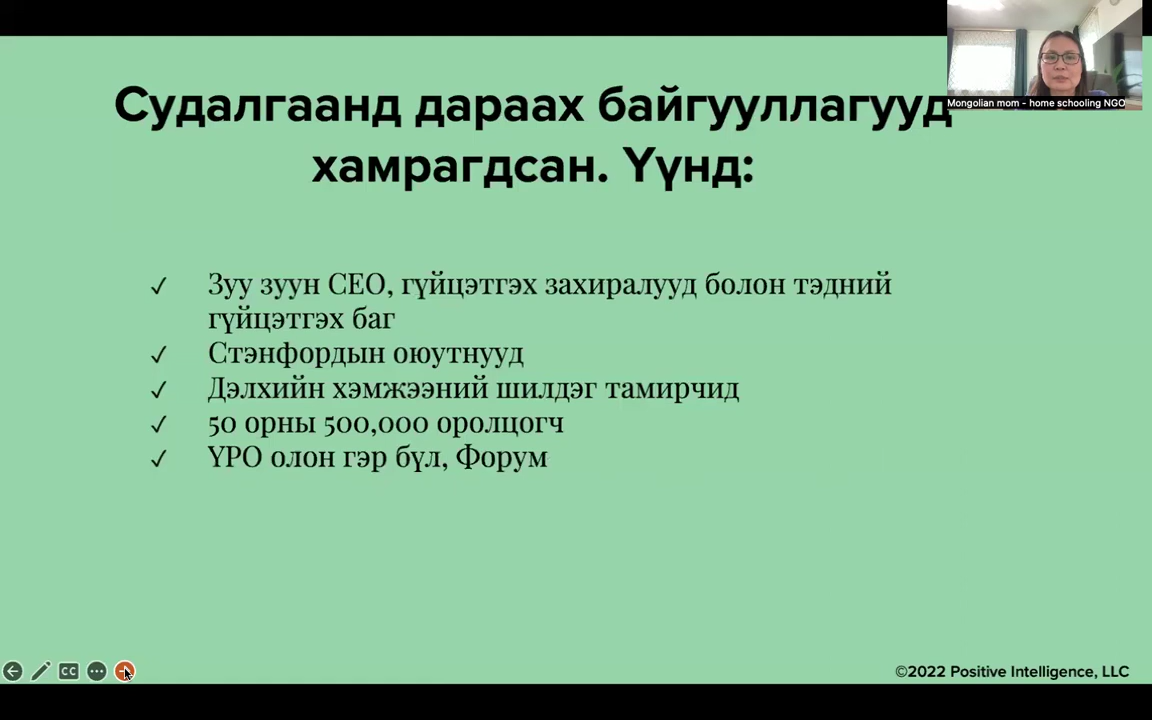 Mongolian mom - home schooling NGO
Судалгаанд дараах байгууллагууд
хамрагдсан. Үүнд:
✓ Зуу зуун CEO, гүйцэтгэх захиралууд болон тэдний
гүйцэтгэх баг
✓ Стэнфордын оюутнууд
✓ Дэлхийн хэмжээний шилдэг тамирчид
✓ 50 орны 500,000 оролцогч
✓ YPO олон гэр бүл, Форум
CC
©2022 Positive Intelligence, LLC